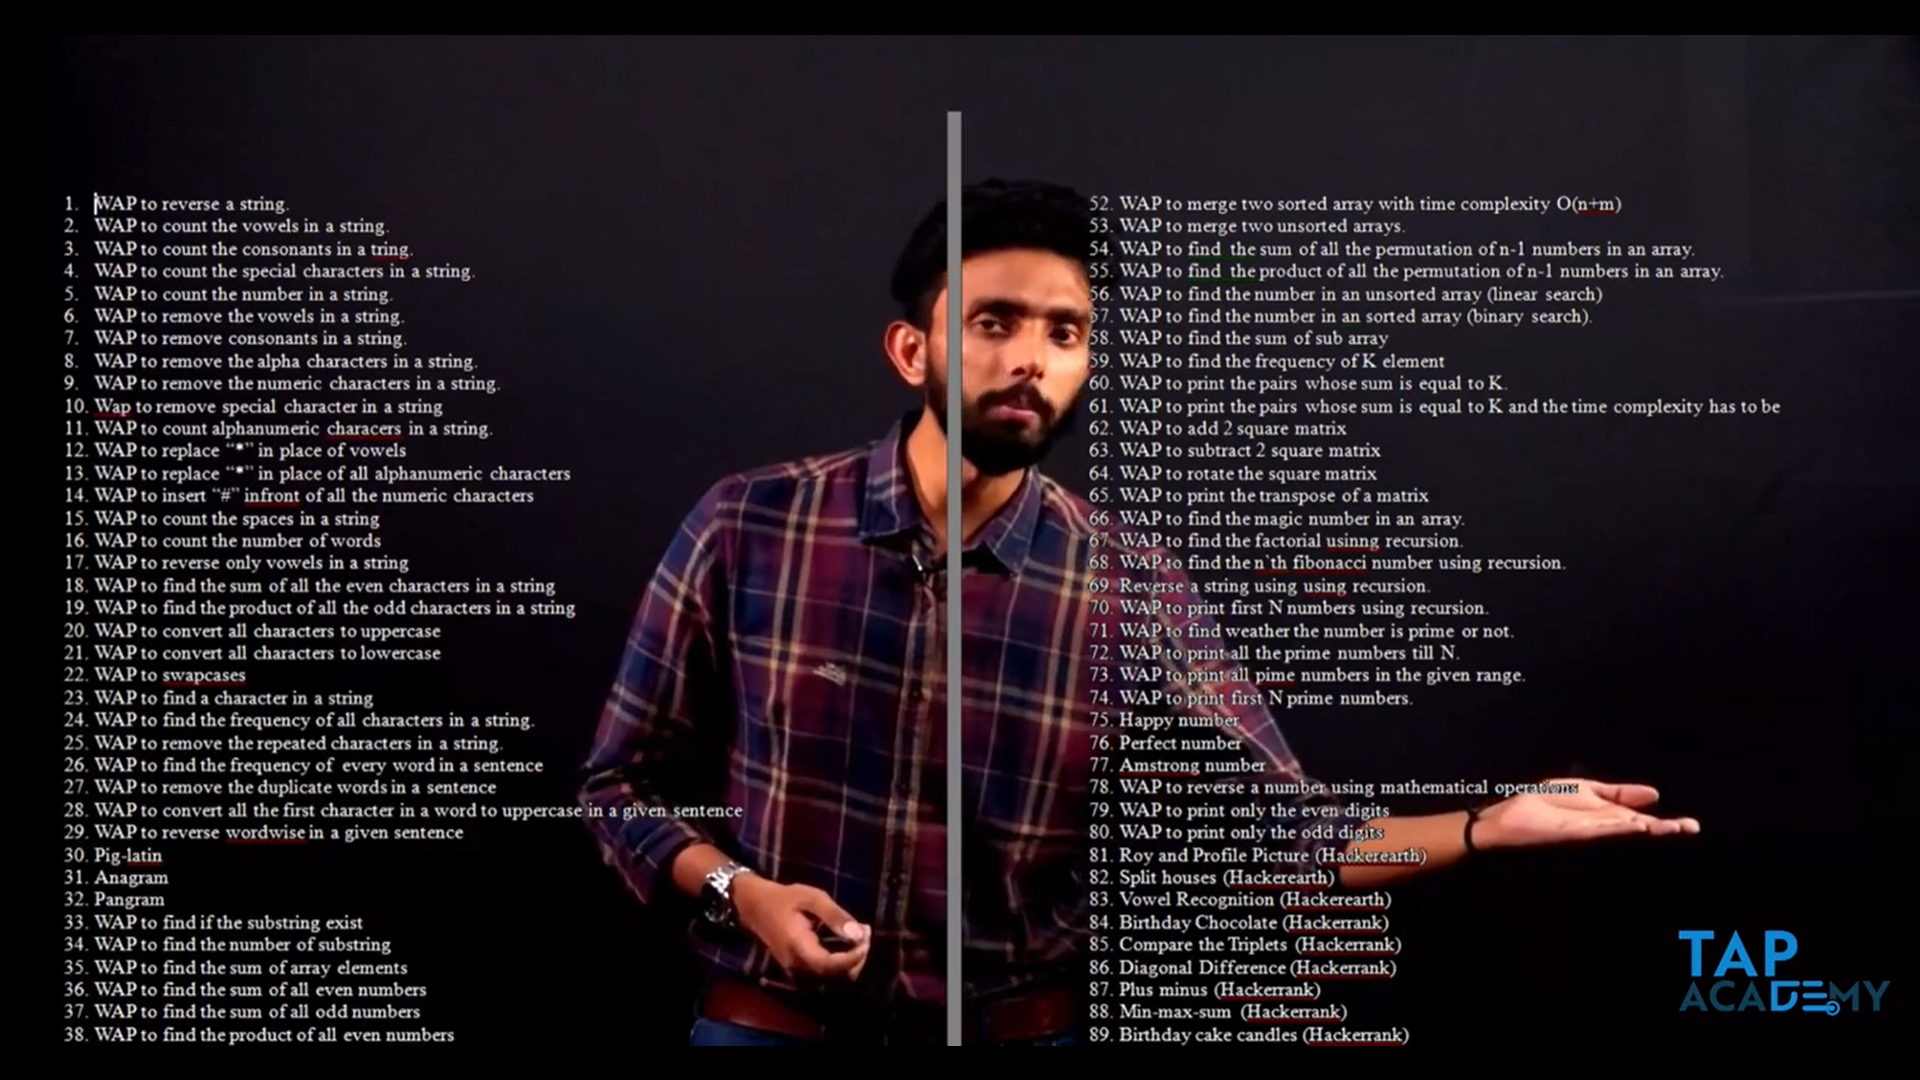 1. WAP to reverse a string.
2. WAP to count the vowels in a string.
3. WAP to count the consonants in a tring.
4. WAP to count the special characters in a string.
5. WAP to count the number in a string.
6. WAP to remove the vowels in a string.
7. WAP to remove consonants in a string.
8. WAP to remove the alpha characters in a string.
9. WAP to remove the numeric characters in a string.
10. Wap to remove special character in a string
11. WAP to count alphanumeric characers in a string.
12. WAP to replace “*” in place of vowels
13. WAP to replace “*” in place of all alphanumeric characters
14. WAP to insert “#” infront of all the numeric characters
15. WAP to count the spaces in a string
16. WAP to count the number of words
17. WAP to reverse only vowels in a string
18. WAP to find the sum of all the even characters in a string
19. WAP to find the product of all the odd characters in a string
20. WAP to convert all characters to uppercase
21. WAP to convert all characters to lowercase
22. WAP to swapcases
23. WAP to find a character in a string
24. WAP to find the frequency of all characters in a string.
25. WAP to remove the repeated characters in a string.
26. WAP to find the frequency of every word in a sentence
27. WAP to remove the duplicate words in a sentence
28. WAP to convert all the first character in a word to uppercase in a given sentence
29. WAP to reverse wordwise in a given sentence
30. Pig-latin
31. Anagram
32. Pangram
33. WAP to find if the substring exist
34. WAP to find the number of substring
35. WAP to find the sum of array elements
36. WAP to find the sum of all even numbers
37. WAP to find the sum of all odd numbers
38. WAP to find the product of all even numbers
52. WAP to merge two sorted array with time complexity O(n+m)
53. WAP to merge two unsorted arrays.
54. WAP to find the sum of all the permutation of n-1 numbers in an array.
55. WAP to find the product of all the permutation of n-1 numbers in an array.
56. WAP to find the number in an unsorted array (linear search)
57. WAP to find the number in an sorted array (binary search).
58. WAP to find the sum of sub array
59. WAP to find the frequency of K element
60. WAP to print the pairs whose sum is equal to K.
61. WAP to print the pairs whose sum is equal to K and the time complexity has to be
62. WAP to add 2 square matrix
63. WAP to subtract 2 square matrix
64. WAP to rotate the square matrix
65. WAP to print the transpose of a matrix
66. WAP to find the magic number in an array.
67. WAP to find the factorial usinng recursion.
68. WAP to find the n`th fibonacci number using recursion.
69. Reverse a string using using recursion.
70. WAP to print first N numbers using recursion.
71. WAP to find weather the number is prime or not.
72. WAP to print all the prime numbers till N.
73. WAP to print all pime numbers in the given range.
74. WAP to print first N prime numbers.
75. Happy number
76. Perfect number
77. Amstrong number
78. WAP to reverse a number using mathematical operations
79. WAP to print only the even digits
80. WAP to print only the odd digits
81. Roy and Profile Picture (Hackerearth)
82. Split houses (Hackerearth)
83. Vowel Recognition (Hackerearth)
84. Birthday Chocolate (Hackerrank)
85. Compare the Triplets (Hackerrank)
86. Diagonal Difference (Hackerrank)
87. Plus minus (Hackerrank)
88. Min-max-sum (Hackerrank)
89. Birthday cake candles (Hackerrank)
TAP
ACADEMY